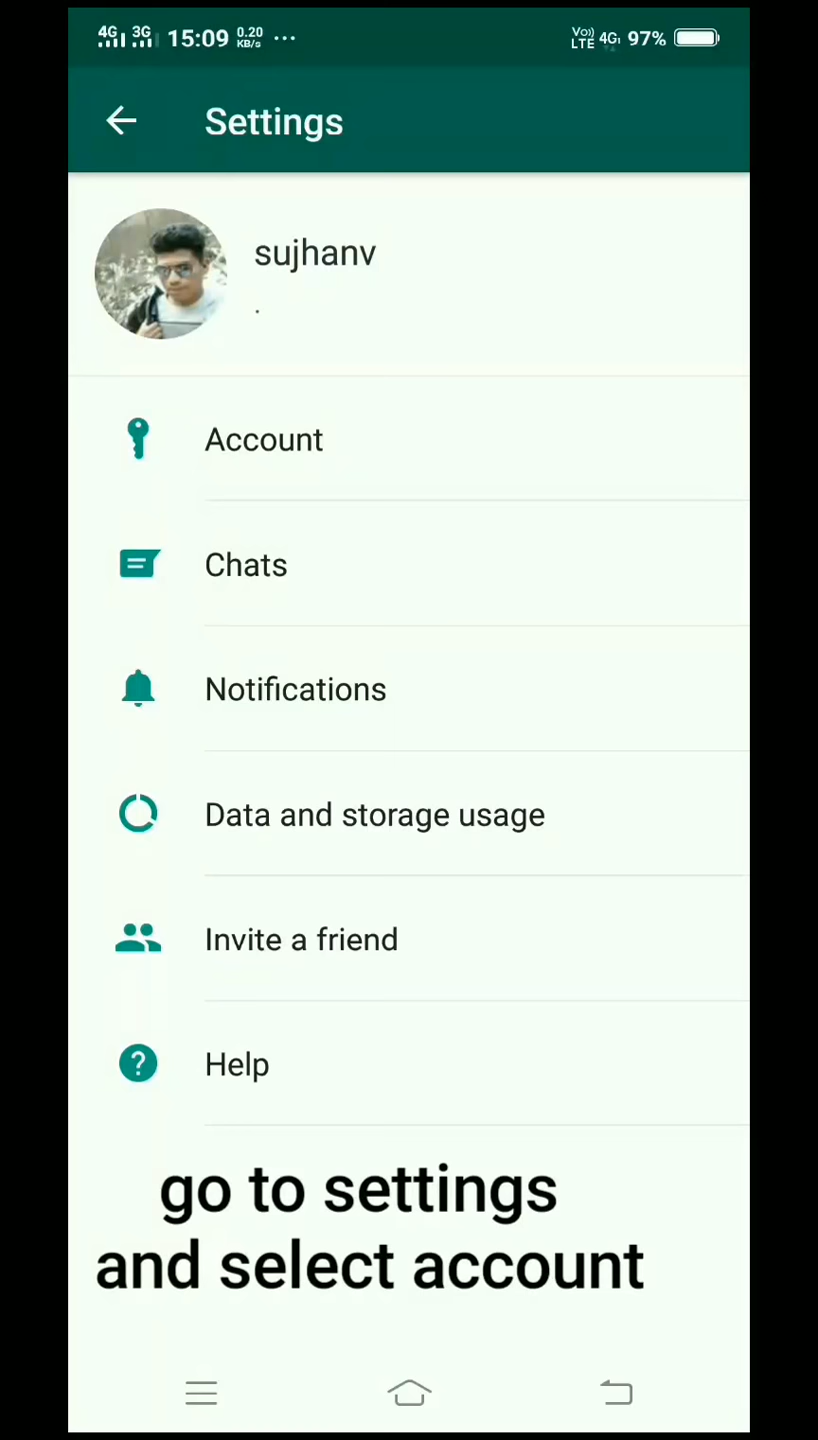 4G 3G 15:09 0.20 KB/s ... Vo)) LTE 4G 97%
Settings
sujhanv
.
Account
Chats
Notifications
Data and storage usage
Invite a friend
? Help
go to settings
and select account